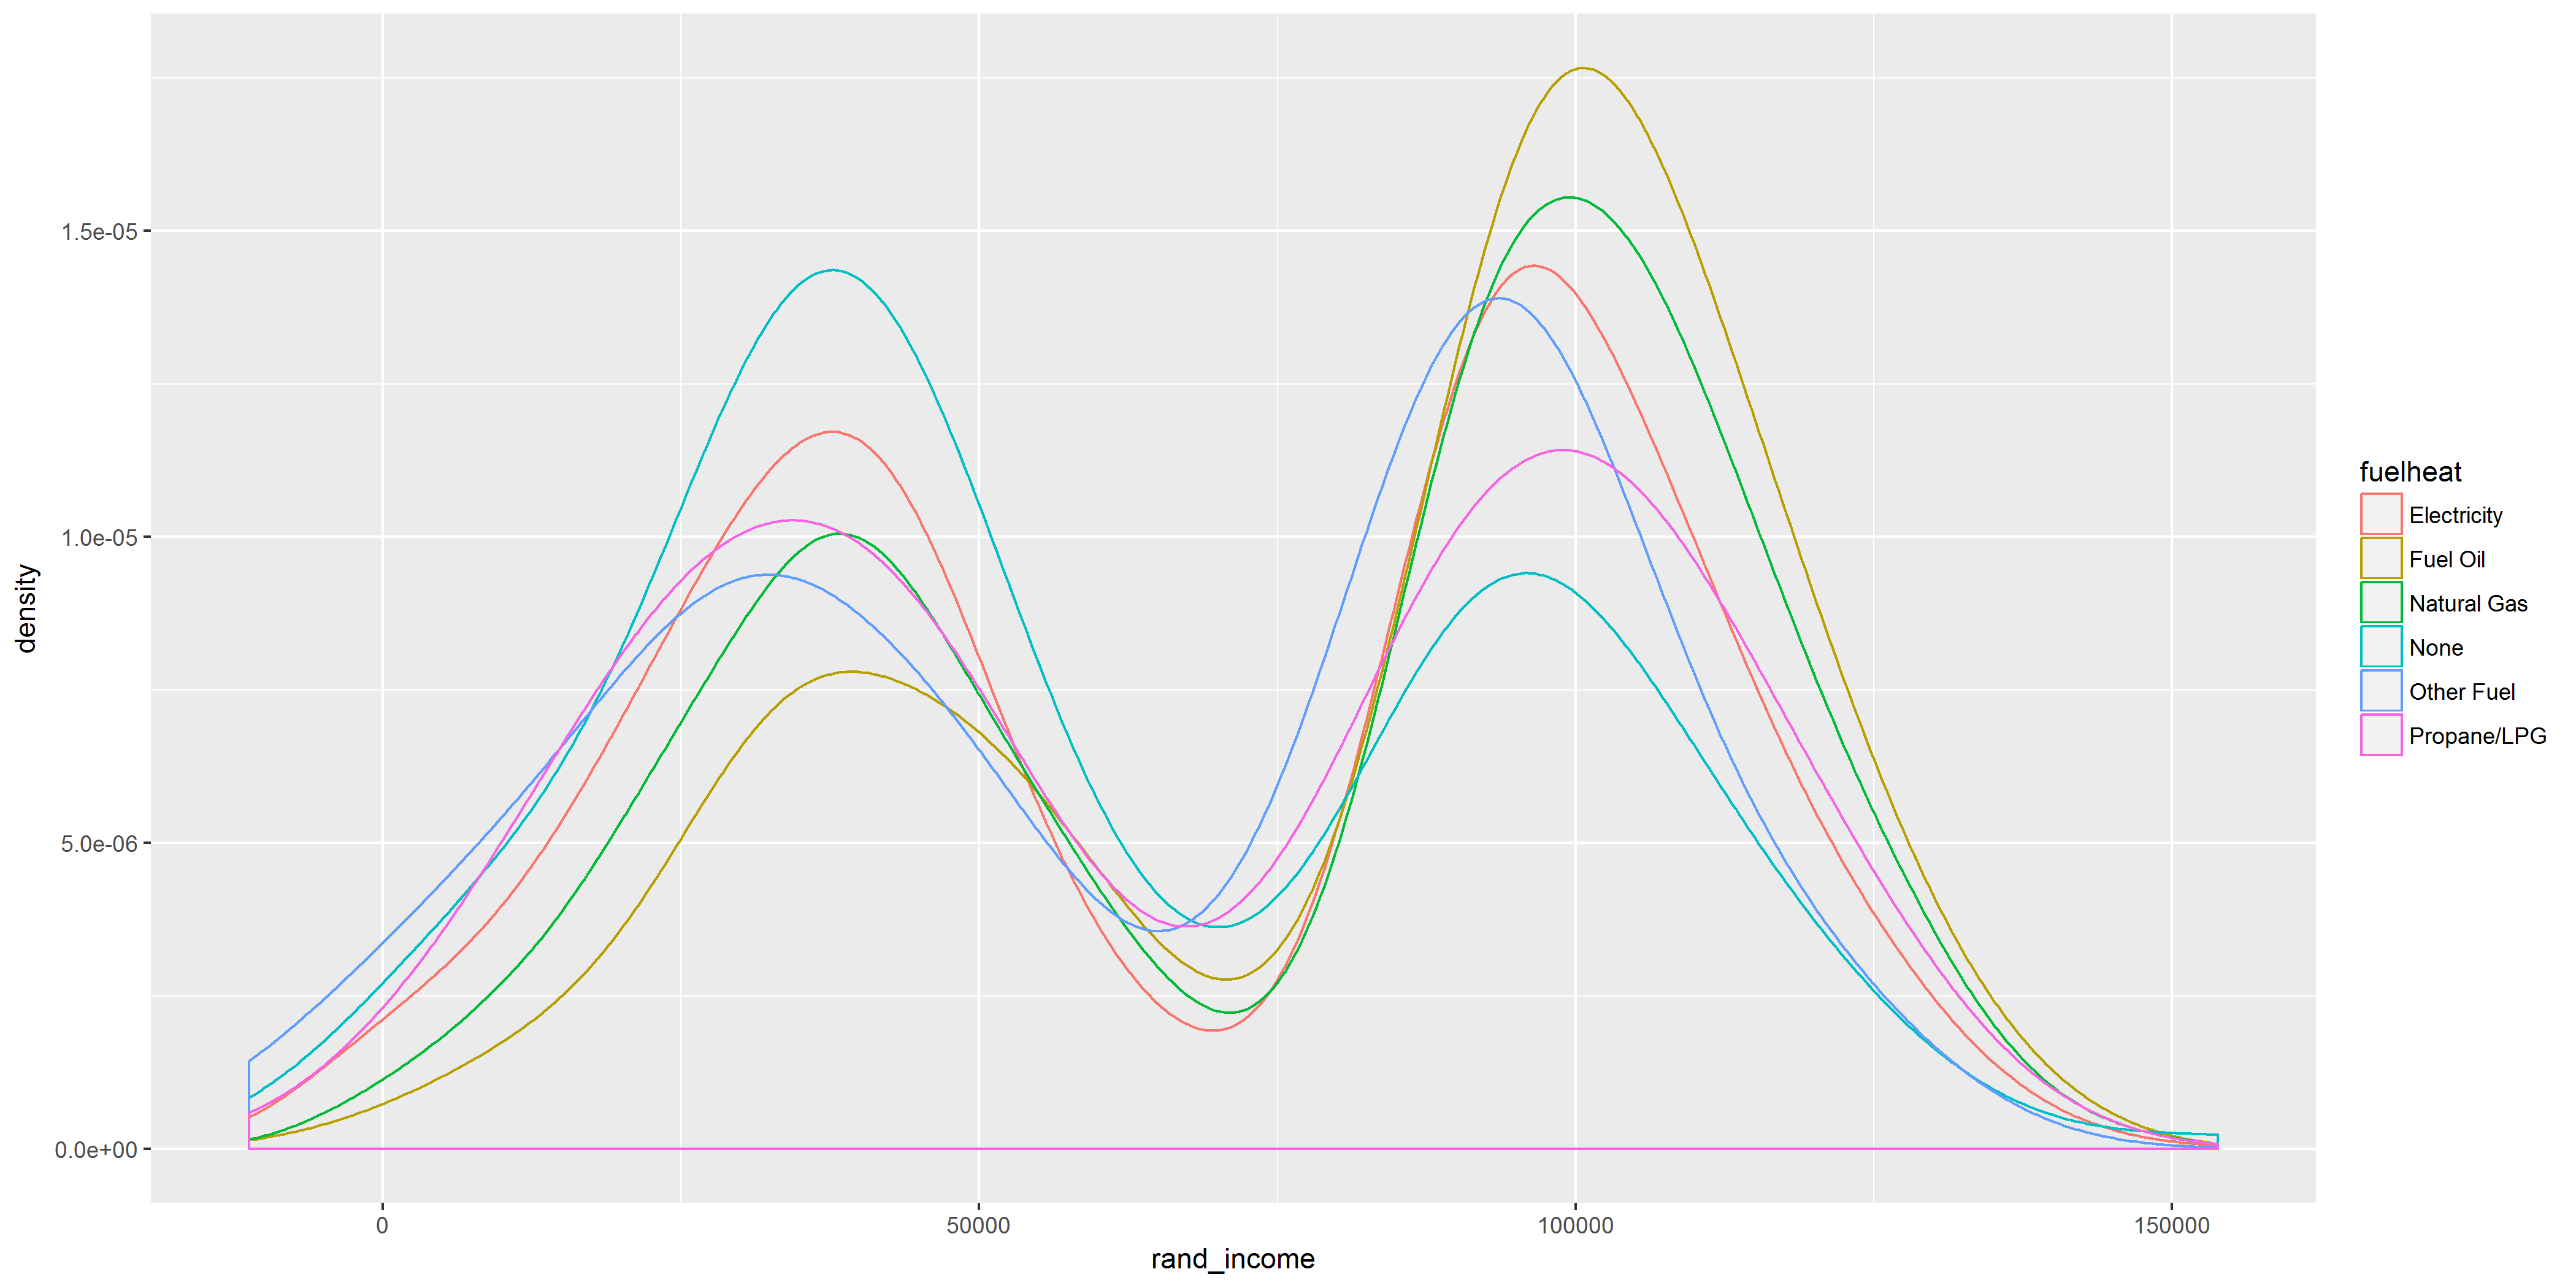 density
1.5e-05
1.0e-05
5.0e-06
0.0e+00
0
50000
100000
150000
rand_income
fuelheat
Electricity
Fuel Oil
Natural Gas
None
Other Fuel
Propane/LPG